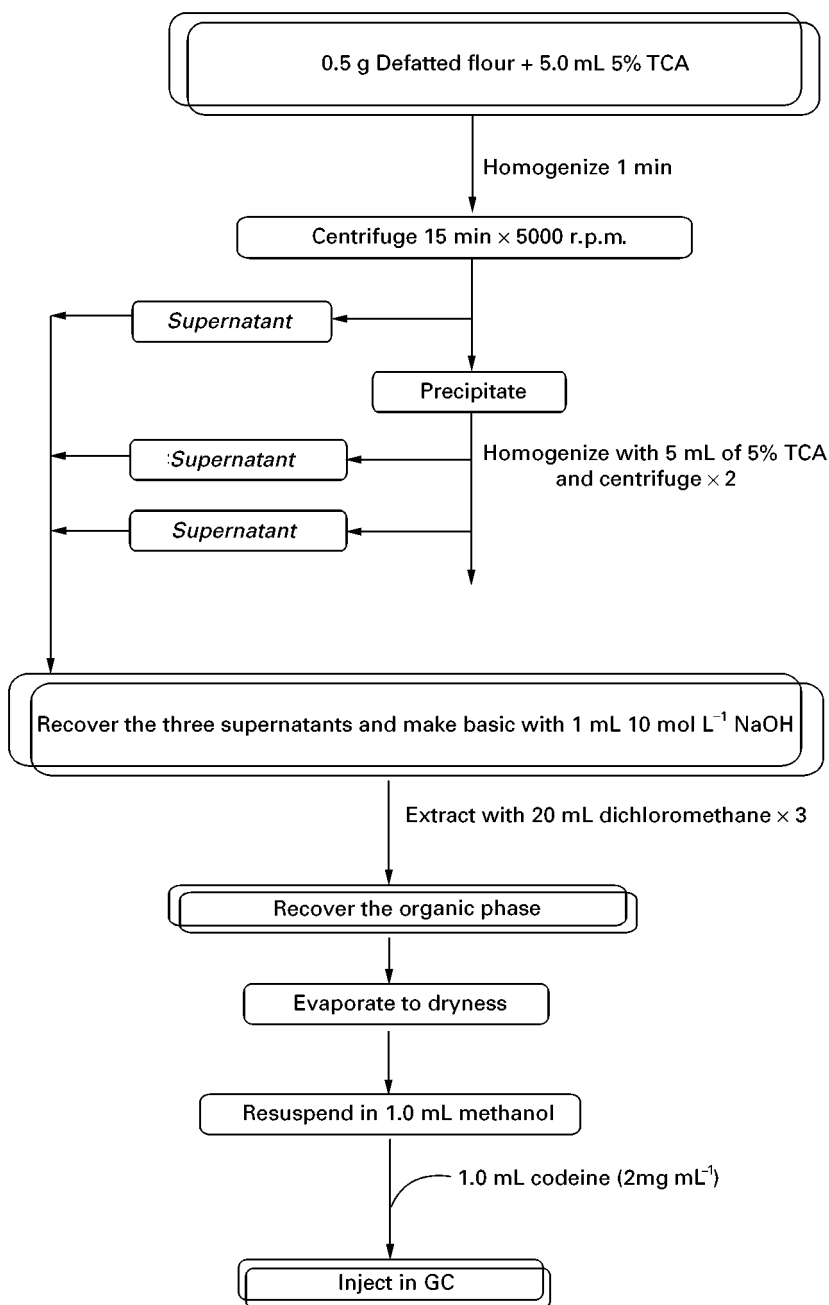 0.5 g Defatted flour + 5.0 mL 5% TCA
Homogenize 1 min
Centrifuge 15 min × 5000 r.p.m.
Supernatant
Precipitate
Homogenize with 5 mL of 5% TCA
and centrifuge × 2
:Supernatant
Supernatant
Recover the three supernatants and make basic with 1 mL 10 mol L⁻¹ NaOH
Extract with 20 mL dichloromethane × 3
Recover the organic phase
Evaporate to dryness
Resuspend in 1.0 mL methanol
1.0 mL codeine (2mg mL⁻¹)
Inject in GC